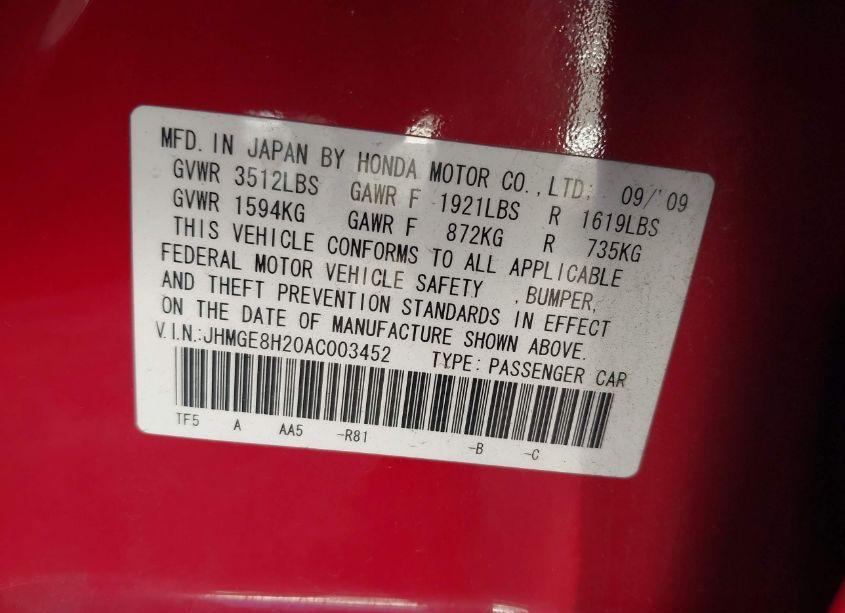 MFD. IN JAPAN BY HONDA MOTOR CO.,LTD. 09/'09
GVWR 3512LBS GAWR F 1921LBS R 1619LBS
GVWR 1594KG GAWR F 872KG R 735KG
THIS VEHICLE CONFORMS TO ALL APPLICABLE
FEDERAL MOTOR VEHICLE SAFETY , BUMPER,
AND THEFT PREVENTION STANDARDS IN EFFECT
ON THE DATE OF MANUFACTURE SHOWN ABOVE.
V.I.N.:JHMGE8H20AC003452 TYPE: PASSENGER CAR
TF5 A AA5 -R81 -B -C